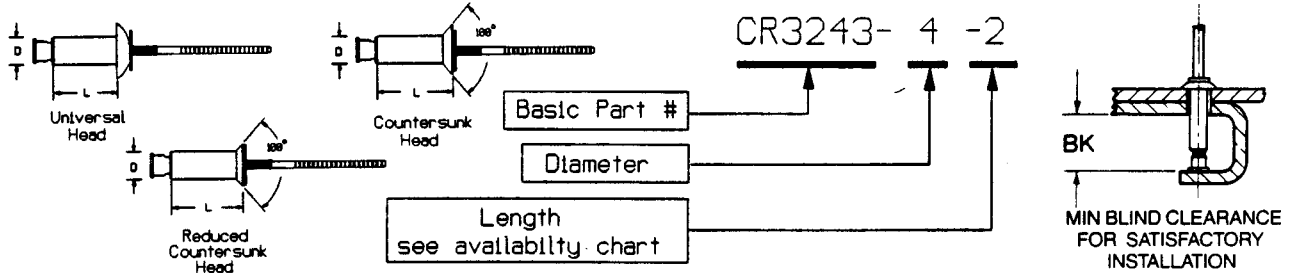 D
L
Universal
Head
D
100°
L
Countersunk
Head
D
100°
L
Reduced
Countersunk
Head
CR3243- 4 -2
Basic Part #
Diameter
Length
see availabilty chart
BK
MIN BLIND CLEARANCE
FOR SATISFACTORY
INSTALLATION